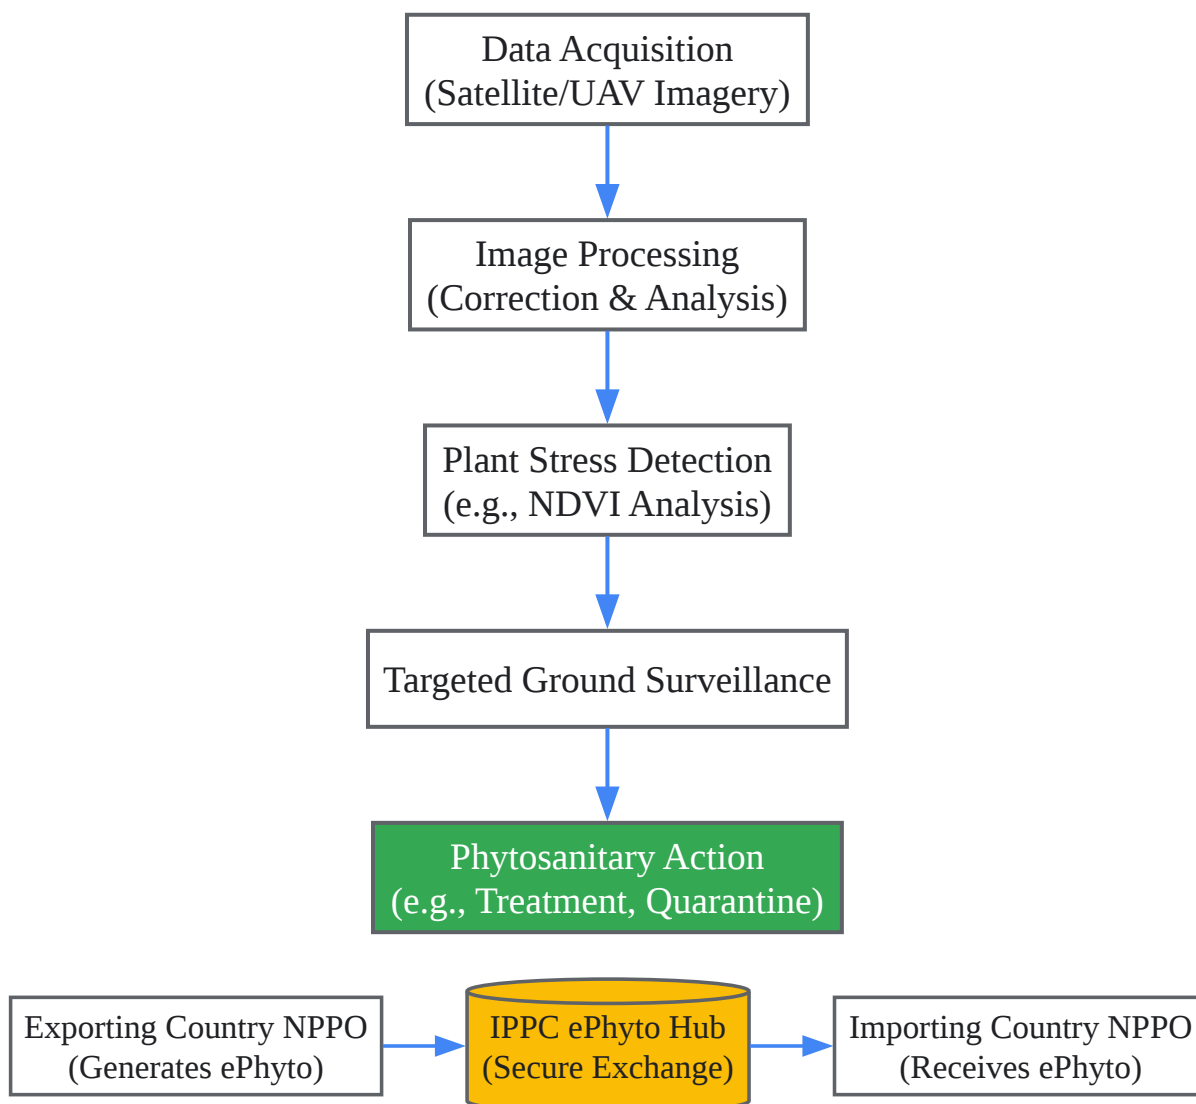 Data Acquisition
(Satellite/UAV Imagery)
Image Processing
(Correction & Analysis)
Plant Stress Detection
(e.g., NDVI Analysis)
Targeted Ground Surveillance
Phytosanitary Action
(e.g., Treatment, Quarantine)
Exporting Country NPPO
(Generates ePhyto)
IPPC ePhyto Hub
(Secure Exchange)
Importing Country NPPO
(Receives ePhyto)